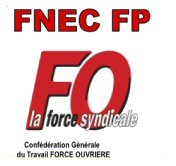 FNEC FP
FO
la force syndicale
Confédération Générale
du Travail FORCE OUVRIERE